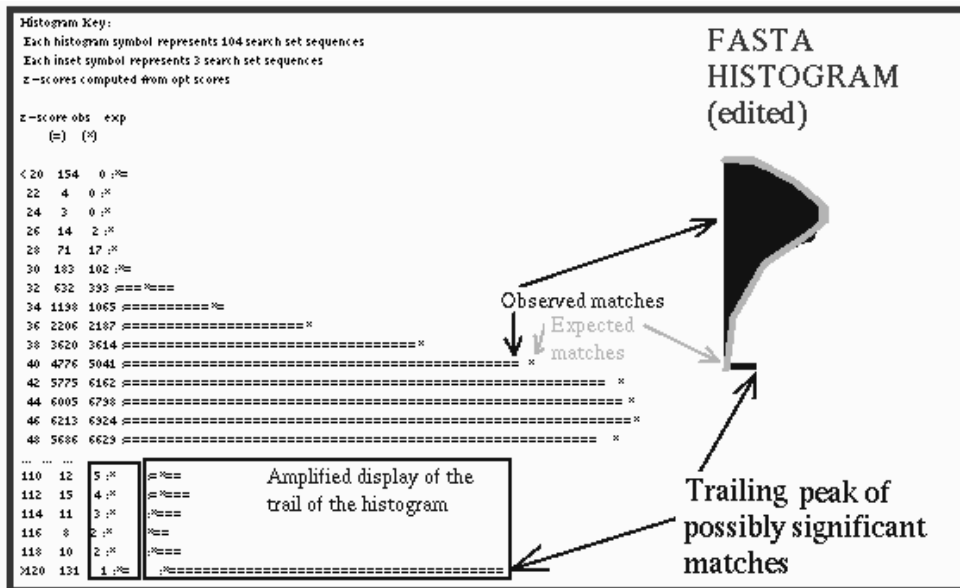 Histogram Key:
Each histogram symbol represents 104 search set sequences
Each inset symbol represents 3 search set sequences
z-scores computed from opt scores
z-score obs exp
(=) (*)
< 20 154 0 :*=
22 4 0 :*
24 3 0 :*
26 14 2 :*
28 71 17 :*
30 183 102 :*=
32 632 393 :===*===
34 1198 1065 :==========*=
36 2206 2187 :=====================*
38 3620 3614 :==================================*
40 4776 5041 :============================================== *
42 5775 6162 :======================================================== *
44 6005 6798 :========================================================== *
46 6213 6924 :============================================================ *
48 5686 6629 :======================================================= *
... ... ...
110 12 5 :* := *==
112 15 4 :* :=*===
114 11 3 :* :*===
116 8 2 :* *==
118 10 2 :* :*===
>120 131 1 :*= :*===========================================
FASTA
HISTOGRAM
(edited)
Observed matches
Expected
matches
Amplified display of the
trail of the histogram
Trailing peak of
possibly significant
matches